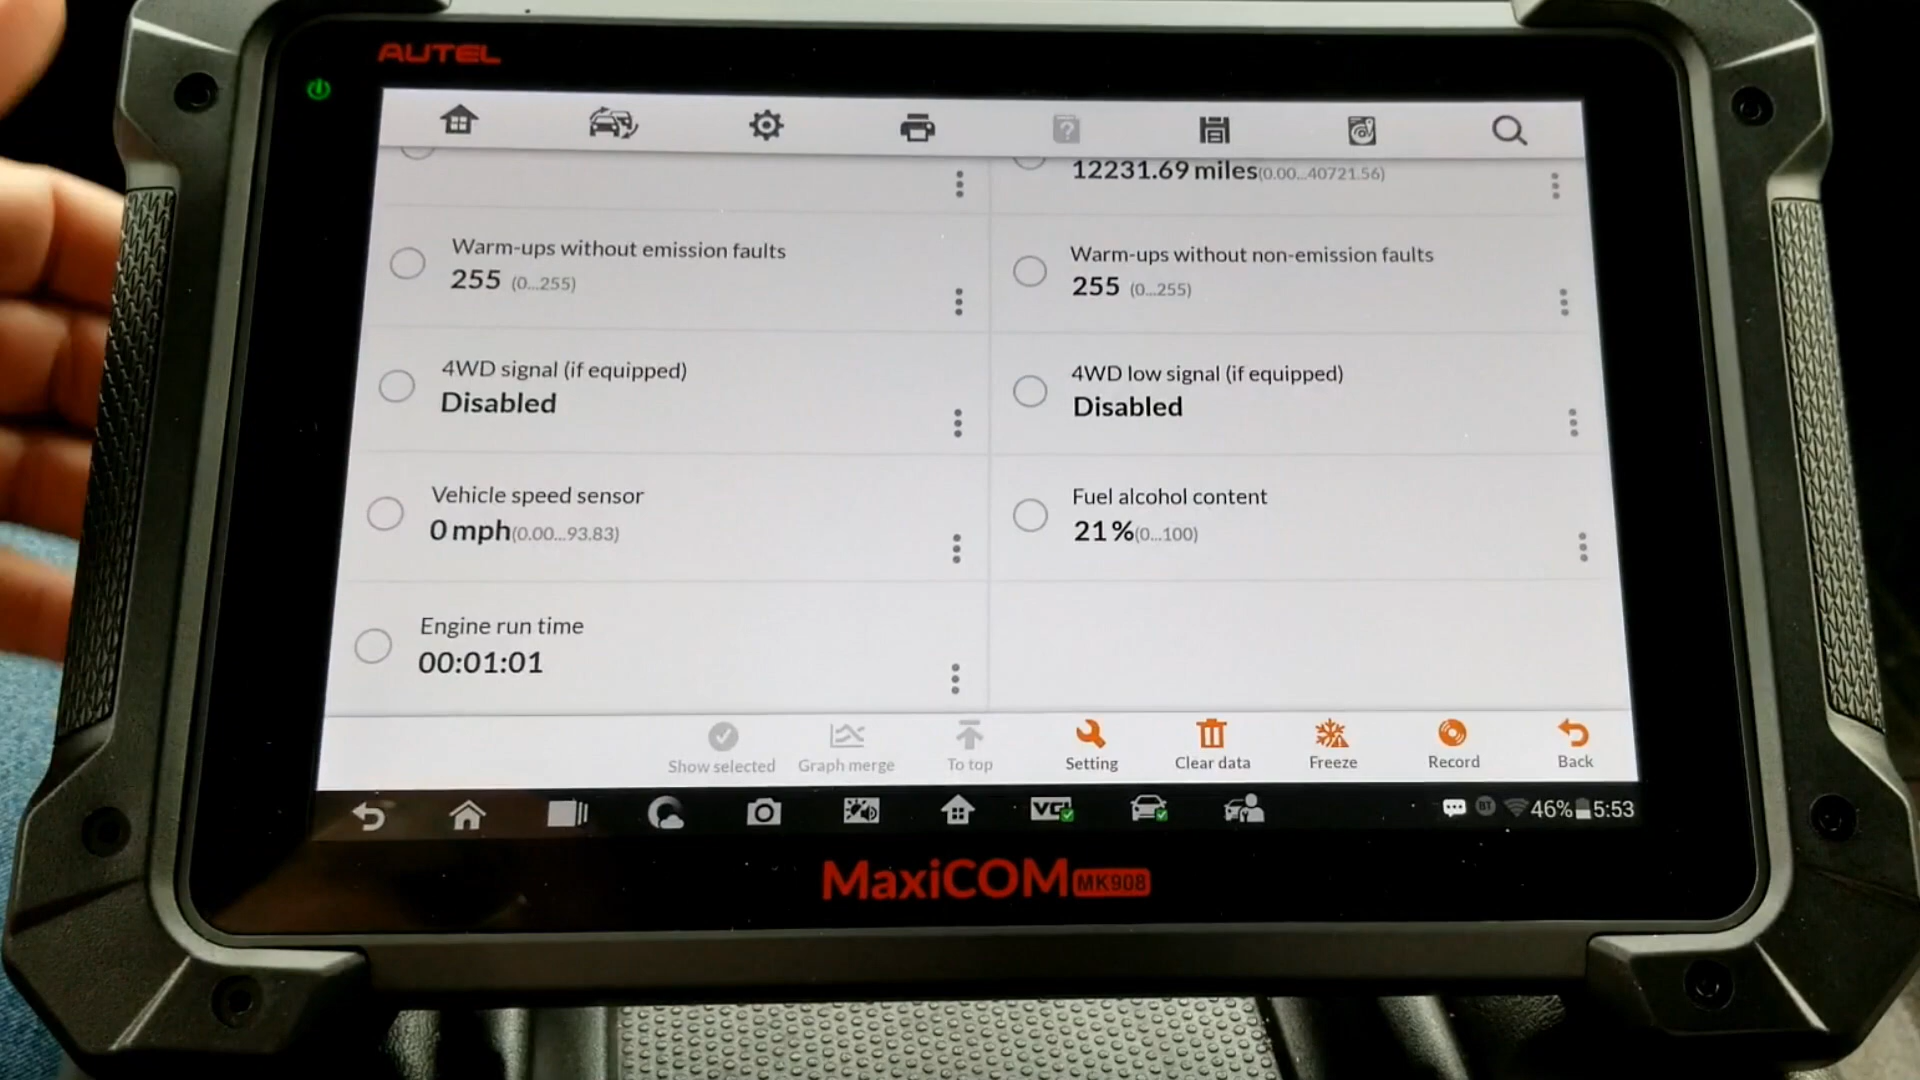 AUTEL
12231.69 miles(0.00...40721.56)
Warm-ups without emission faults
255 (0...255)
Warm-ups without non-emission faults
255 (0...255)
4WD signal (if equipped)
Disabled
4WD low signal (if equipped)
Disabled
Vehicle speed sensor
0 mph(0.00...93.83)
Fuel alcohol content
21 %(0...100)
Engine run time
00:01:01
Show selected
Graph merge
To top
Setting
Clear data
Freeze
Record
Back
VCI
BT
46% 5:53
MaxiCOM MK908